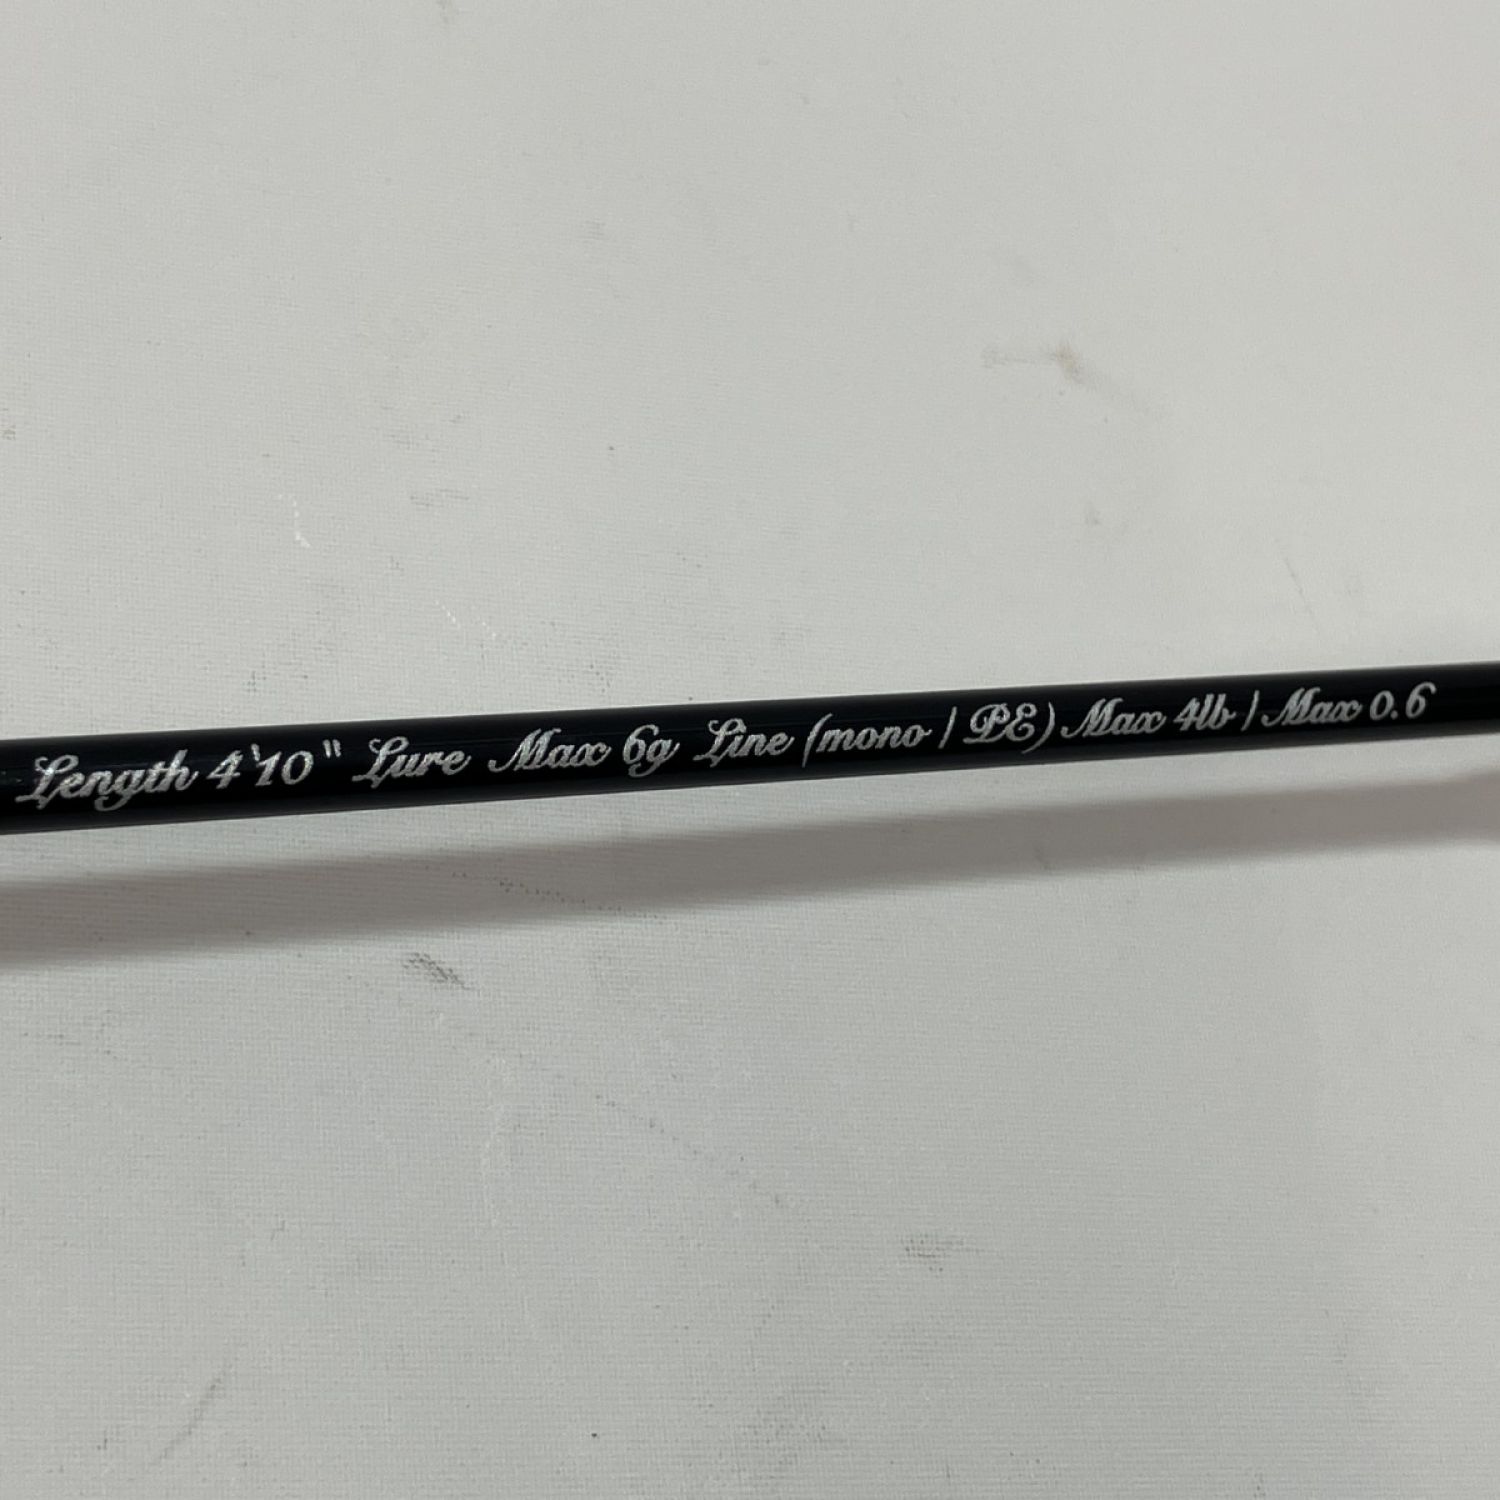 Length 4'10" Lure Max 6g Line (mono / PE) Max 4lb / Max 0.6